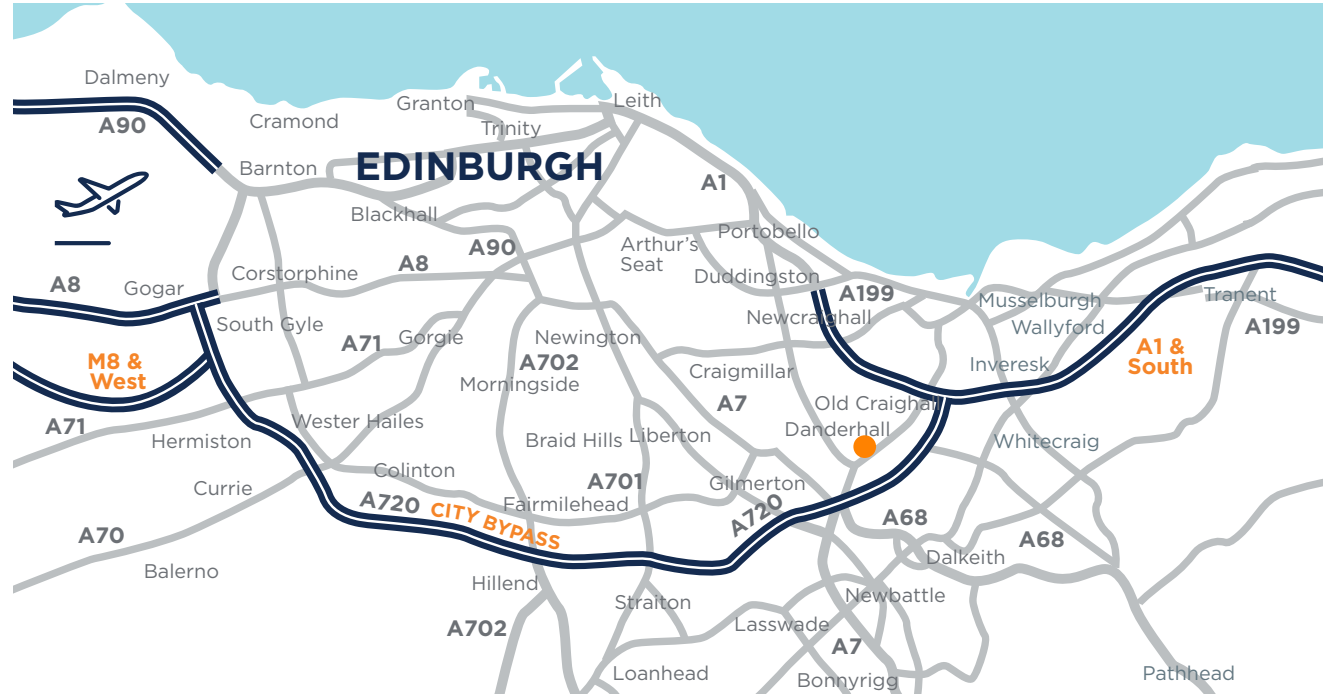 Dalmeny
Granton
Leith
A90
Cramond
Trinity
Barnton
EDINBURGH
A1
Blackhall
Portobello
A90
Arthur's
Seat
A8
Corstorphine
A8
Gogar
Duddingston
A199
Musselburgh
Tranent
South Gyle
Newcraighall
Wallyford
A199
A71
Gorgie
Newington
M8 &
West
A702
Inveresk
A1 &
South
Morningside
Craigmillar
A7
Old Craighall
A71
Hermiston
Wester Hailes
Braid Hills
Liberton
Danderhall
Whitecraig
Colinton
Currie
A701
Gilmerton
A720
CITY BYPASS
Fairmilehead
A720
A68
A70
A68
Balerno
Dalkeith
Hillend
Straiton
Newbattle
A702
Lasswade
A7
Loanhead
Bonnyrigg
Pathhead